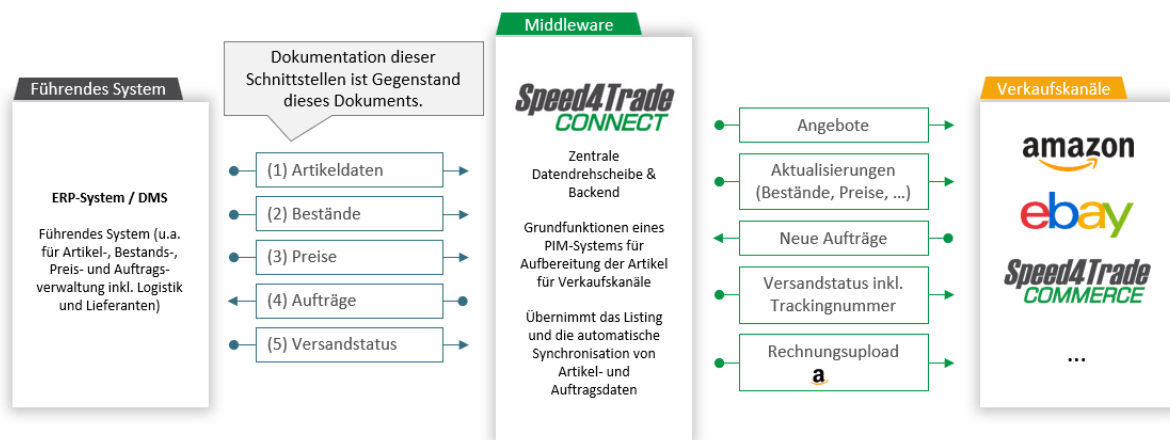 Middleware
Dokumentation dieser
Schnittstellen ist Gegenstand
dieses Dokuments.
Führendes System
ERP-System / DMS
Führendes System (u.a.
für Artikel-, Bestands-,
Preis- und Auftrags-
verwaltung inkl. Logistik
und Lieferanten)
(1) Artikeldaten
(2) Bestände
(3) Preise
(4) Aufträge
(5) Versandstatus
Speed4Trade
CONNECT
Zentrale
Datendrehscheibe &
Backend
Grundfunktionen eines
PIM-Systems für
Aufbereitung der Artikel
für Verkaufskanäle
Übernimmt das Listing
und die automatische
Synchronisation von
Artikel- und
Auftragsdaten
Angebote
Aktualisierungen
(Bestände, Preise, ...)
Neue Aufträge
Versandstatus inkl.
Trackingnummer
Rechnungsupload
a
Verkaufskanäle
amazon
ebay
Speed4Trade
COMMERCE
...